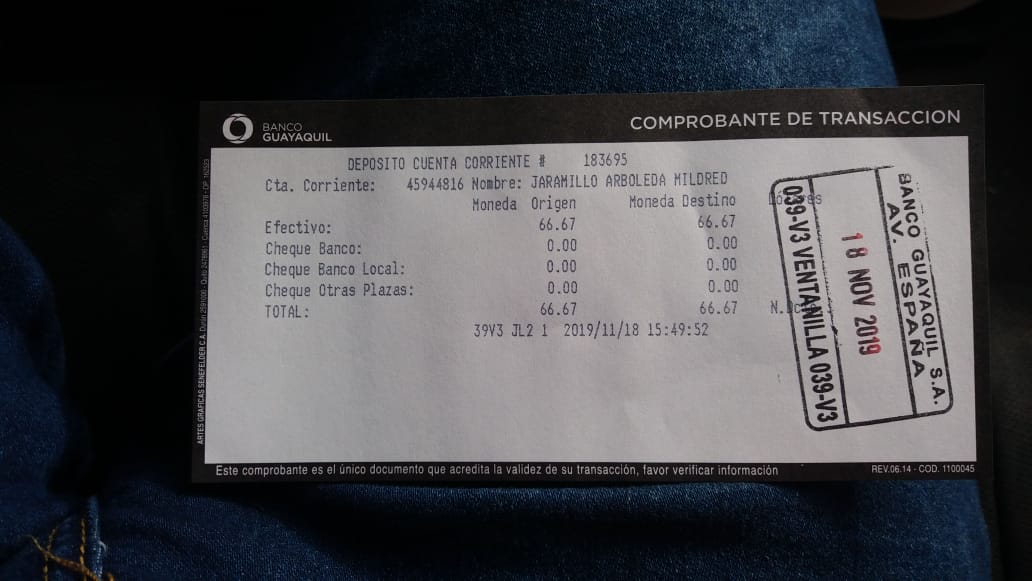 BANCO
GUAYAQUIL
COMPROBANTE DE TRANSACCION
DEPOSITO CUENTA CORRIENTE # 183695
Cta. Corriente: 45944816 Nombre: JARAMILLO ARBOLEDA MILDRED
Moneda Origen Moneda Destino Dólares
Efectivo: 66.67 66.67
Cheque Banco: 0.00 0.00
Cheque Banco Local: 0.00 0.00
Cheque Otras Plazas: 0.00 0.00
TOTAL: 66.67 66.67
39V3 JL2 1 2019/11/18 15:49:52
BANCO GUAYAQUIL S.A.
AV. ESPAÑA
18 NOV 2019
039-V3 VENTANILLA 039-V3
Este comprobante es el único documento que acredita la validez de su transacción, favor verificar información
REV.06.14 - COD. 1100045
ARTES GRAFICAS SENEFELDER C.A.